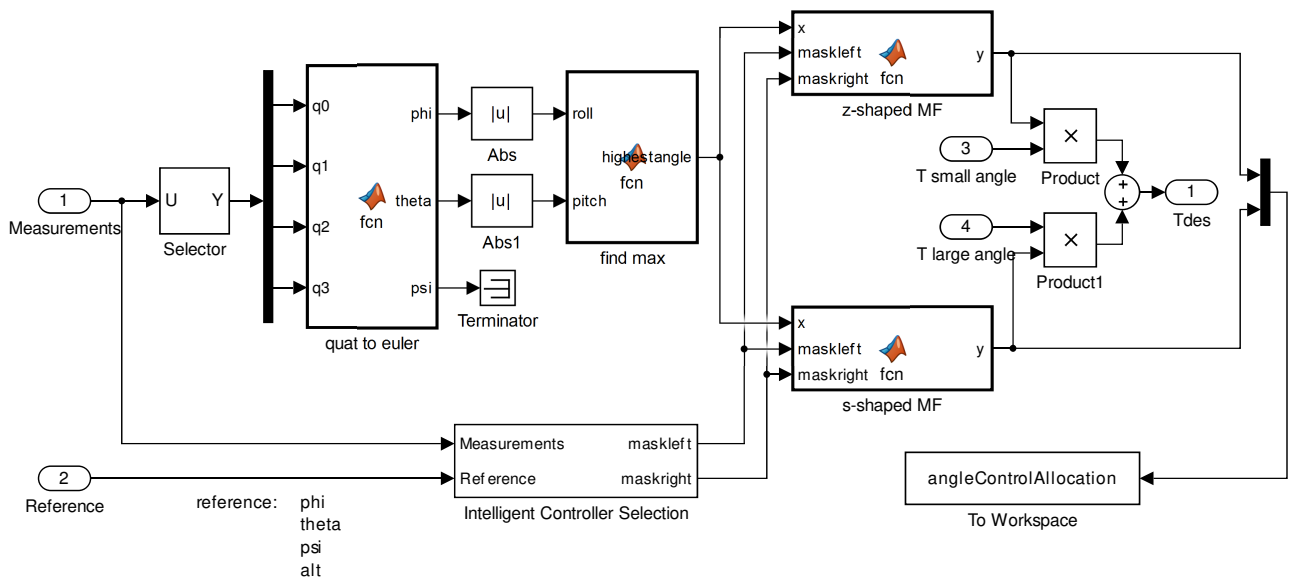 1
Measurements
U Y
Selector
q0
q1
q2
q3
phi
theta
psi
fcn
quat to euler
|u|
Abs
|u|
Abs1
Terminator
roll
pitch
highestangle
fcn
find max
x
maskleft
maskright
y
fcn
z-shaped MF
3
T small angle
×
Product
4
T large angle
×
Product1
+
+
1
Tdes
x
maskleft
maskright
y
fcn
s-shaped MF
2
Reference
reference: phi
theta
psi
alt
Measurements maskleft
Reference maskright
Intelligent Controller Selection
angleControlAllocation
To Workspace